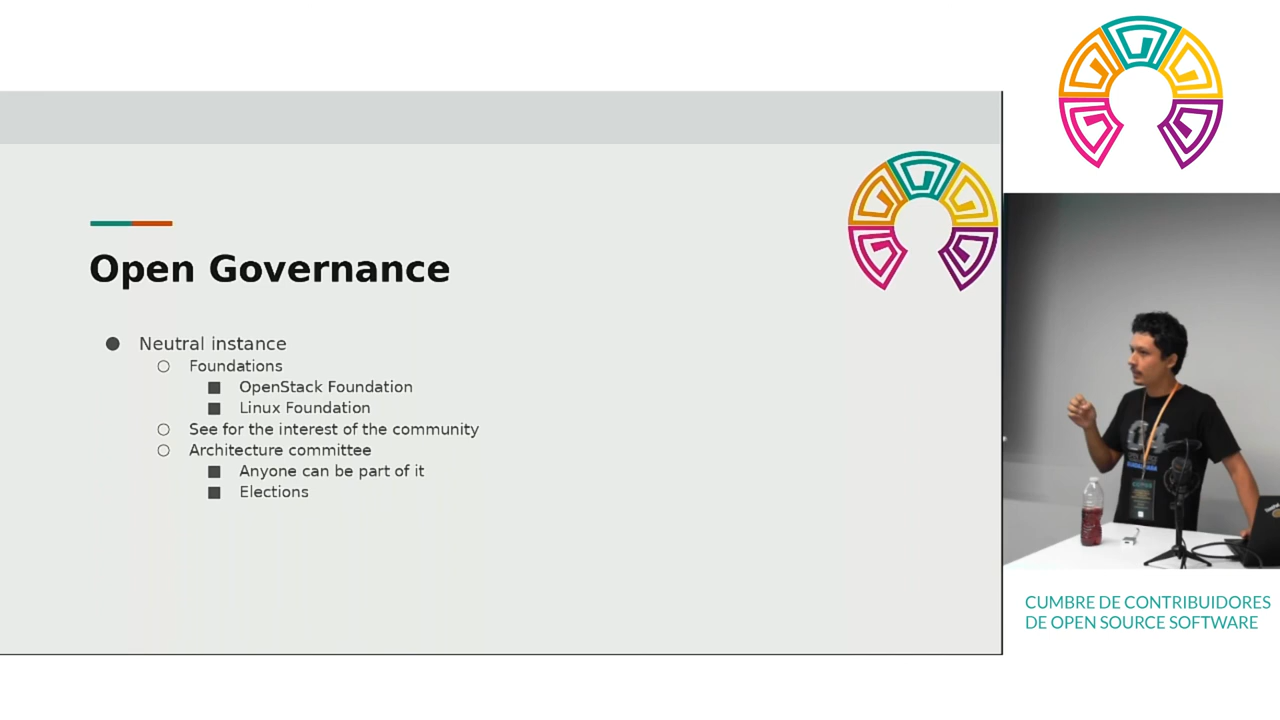 Open Governance
Neutral instance
Foundations
OpenStack Foundation
Linux Foundation
See for the interest of the community
Architecture committee
Anyone can be part of it
Elections
CUMBRE DE CONTRIBUIDORES
DE OPEN SOURCE SOFTWARE